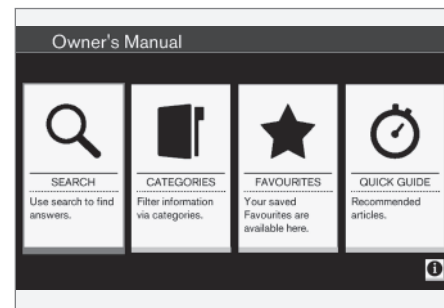 Owner's Manual
SEARCH
Use search to find
answers.
CATEGORIES
Filter information
via categories.
FAVOURITES
Your saved
Favourites are
available here.
QUICK GUIDE
Recommended
articles.
i